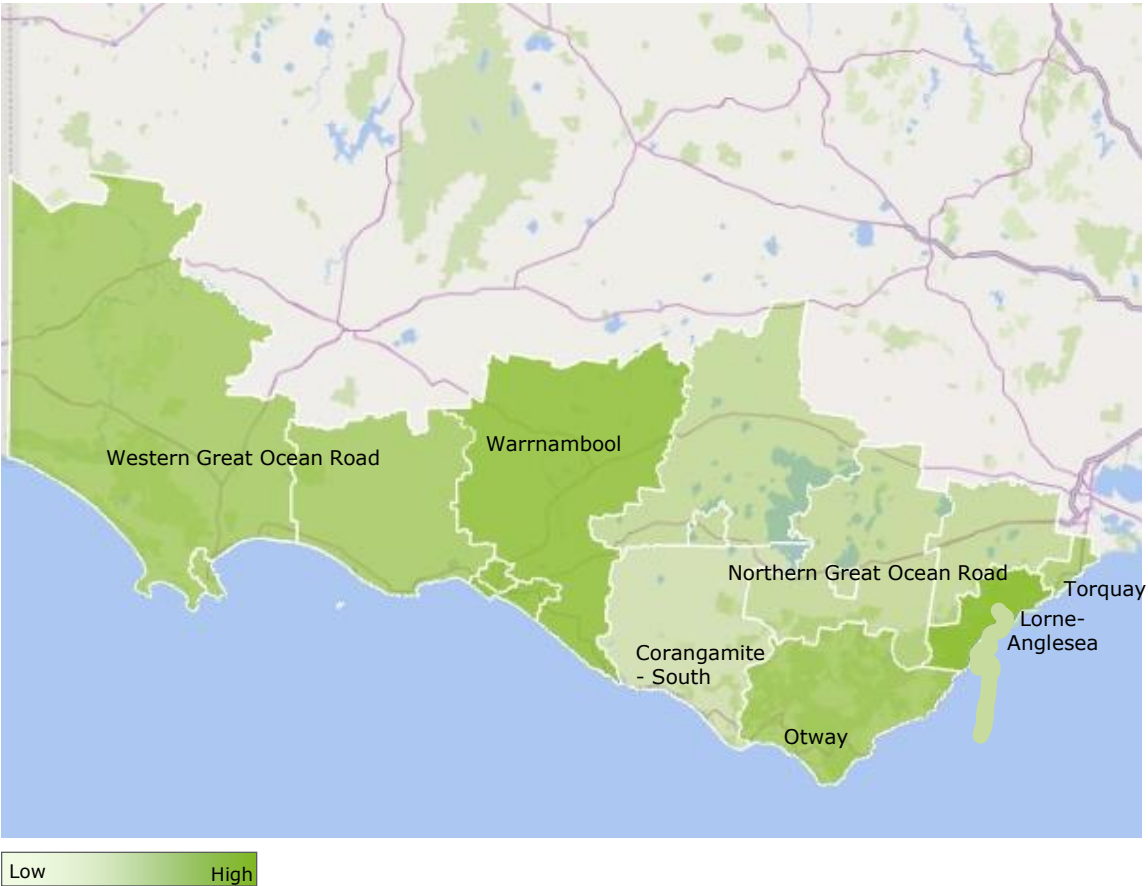 Warrnambool
Western Great Ocean Road
Northern Great Ocean Road
Torquay
Lorne-
Anglesea
Corangamite
- South
Otway
Low
High